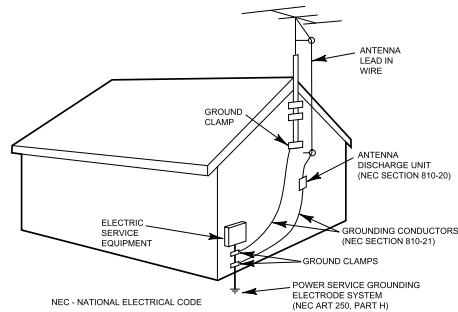 ANTENNA
LEAD IN
WIRE
GROUND
CLAMP
ANTENNA
DISCHARGE UNIT
(NEC SECTION 810-20)
ELECTRIC
SERVICE
EQUIPMENT
GROUNDING CONDUCTORS
(NEC SECTION 810-21)
GROUND CLAMPS
POWER SERVICE GROUNDING
ELECTRODE SYSTEM
(NEC ART 250, PART H)
NEC - NATIONAL ELECTRICAL CODE